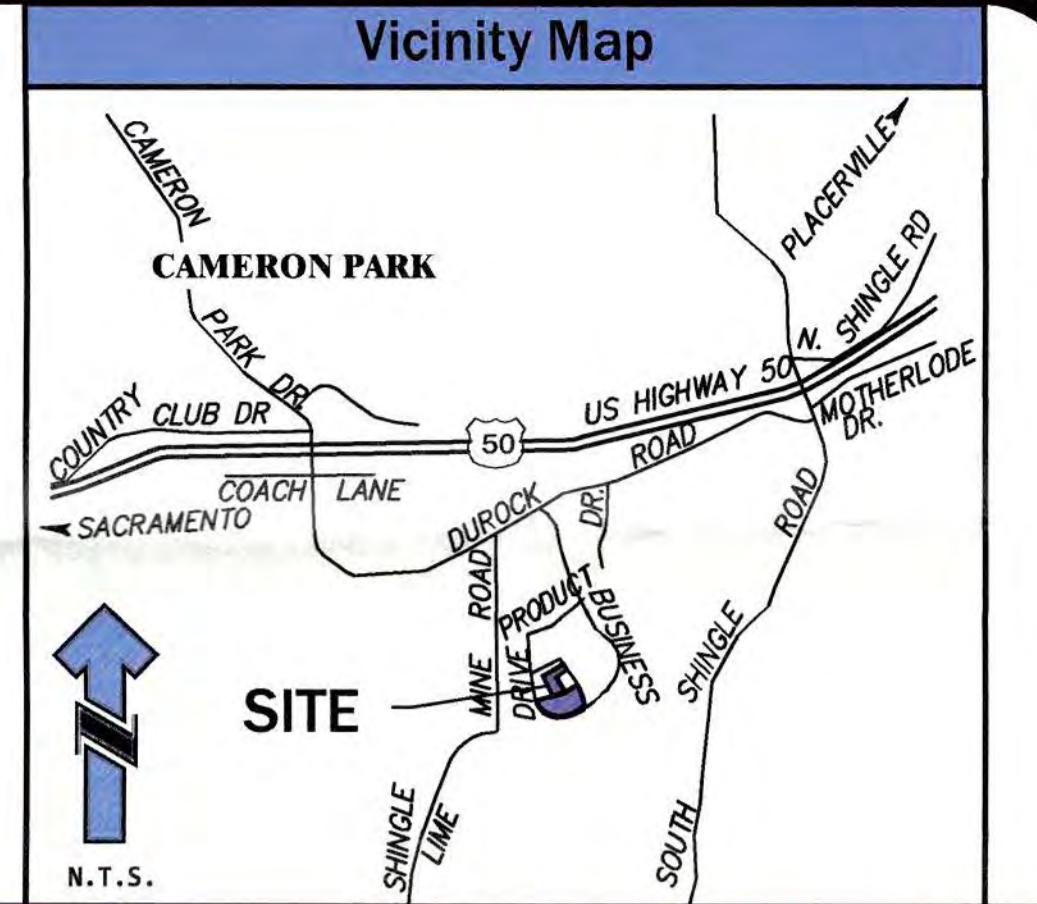 Vicinity Map
CAMERON
PARK DR.
CAMERON PARK
PLACERVILLE
N. SHINGLE RD
US HIGHWAY 50
MOTHERLODE
DR.
COUNTRY CLUB DR
50
COACH LANE
SACRAMENTO
DUROCK ROAD
DR.
PRODUCT
DRIVE
BUSINESS
SITE
SHINGLE
LIME
MINE ROAD
SOUTH SHINGLE ROAD
N.T.S.